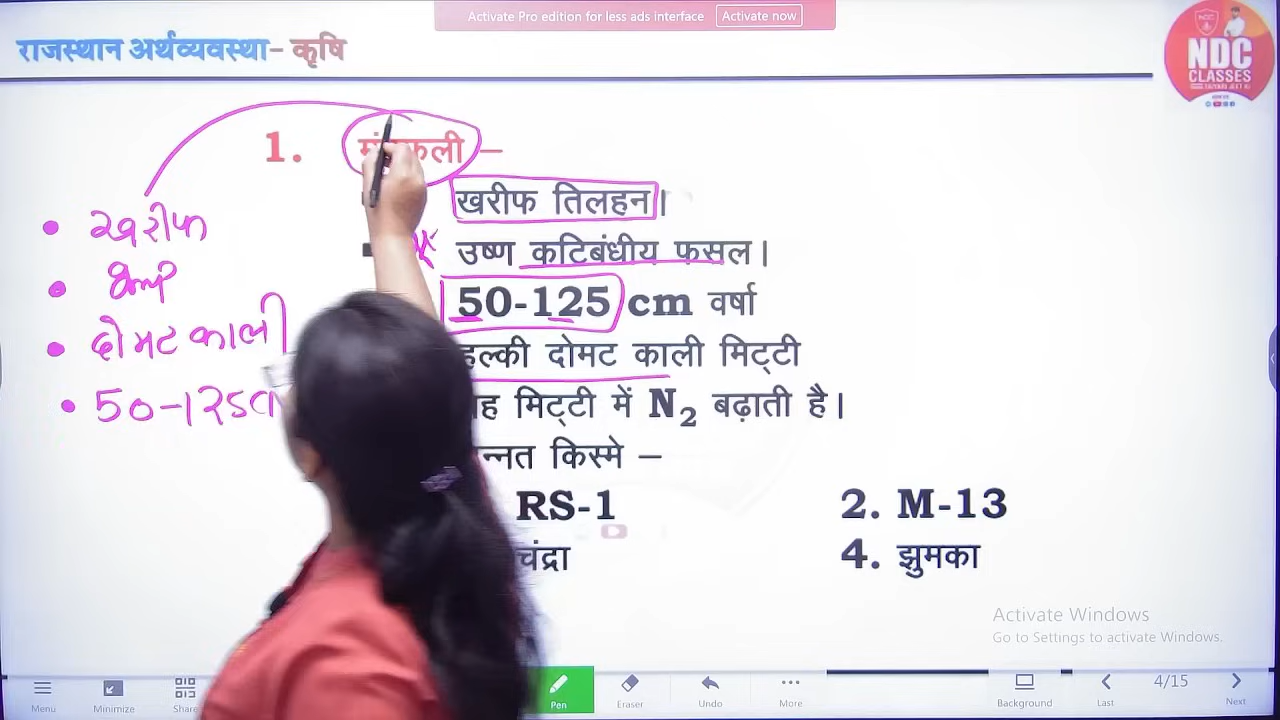 Activate Pro edition for less ads interface Activate now
राजस्थान अर्थव्यवस्था- कृषि
NDC
CLASSES
1. –
खरीफ तिलहन।
उष्ण कटिबंधीय फसल।
50-125 cm वर्षा
हल्की दोमट काली मिट्टी
मिट्टी में N₂ बढ़ाती है।
किस्मे –
RS-1 2. M-13
चंद्रा 4. झुमका
खरीफ
दोमट काली
50-125
Activate Windows
Go to Settings to activate Windows.
Menu Minimize Share Pen Eraser Undo More Background Last 4/15 Next